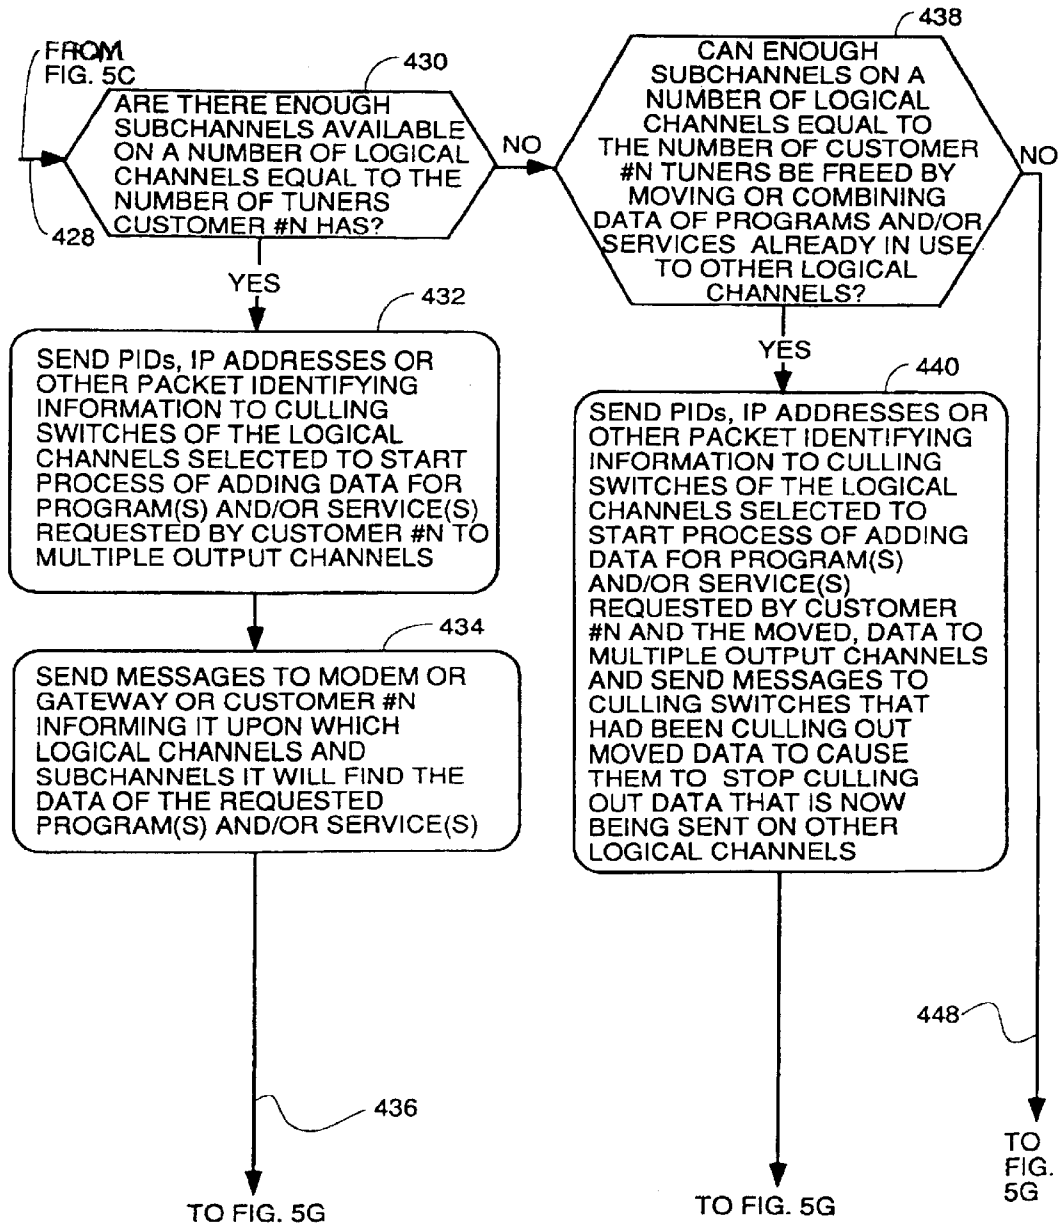 FROM
FIG. 5C
428
430
ARE THERE ENOUGH
SUBCHANNELS AVAILABLE
ON A NUMBER OF LOGICAL
CHANNELS EQUAL TO THE
NUMBER OF TUNERS
CUSTOMER #N HAS?
NO
YES
432
SEND PIDs, IP ADDRESSES OR
OTHER PACKET IDENTIFYING
INFORMATION TO CULLING
SWITCHES OF THE LOGICAL
CHANNELS SELECTED TO START
PROCESS OF ADDING DATA FOR
PROGRAM(S) AND/OR SERVICE(S)
REQUESTED BY CUSTOMER #N TO
MULTIPLE OUTPUT CHANNELS
434
SEND MESSAGES TO MODEM OR
GATEWAY OR CUSTOMER #N
INFORMING IT UPON WHICH
LOGICAL CHANNELS AND
SUBCHANNELS IT WILL FIND THE
DATA OF THE REQUESTED
PROGRAM(S) AND/OR SERVICE(S)
436
TO FIG. 5G
438
CAN ENOUGH
SUBCHANNELS ON A
NUMBER OF LOGICAL
CHANNELS EQUAL TO
THE NUMBER OF CUSTOMER
#N TUNERS BE FREED BY
MOVING OR COMBINING
DATA OF PROGRAMS AND/OR
SERVICES ALREADY IN USE
TO OTHER LOGICAL
CHANNELS?
NO
YES
440
SEND PIDs, IP ADDRESSES OR
OTHER PACKET IDENTIFYING
INFORMATION TO CULLING
SWITCHES OF THE LOGICAL
CHANNELS SELECTED TO
START PROCESS OF ADDING
DATA FOR PROGRAM(S)
AND/OR SERVICE(S)
REQUESTED BY CUSTOMER
#N AND THE MOVED, DATA TO
MULTIPLE OUTPUT CHANNELS
AND SEND MESSAGES TO
CULLING SWITCHES THAT
HAD BEEN CULLING OUT
MOVED DATA TO CAUSE
THEM TO STOP CULLING
OUT DATA THAT IS NOW
BEING SENT ON OTHER
LOGICAL CHANNELS
TO FIG. 5G
448
TO
FIG.
5G